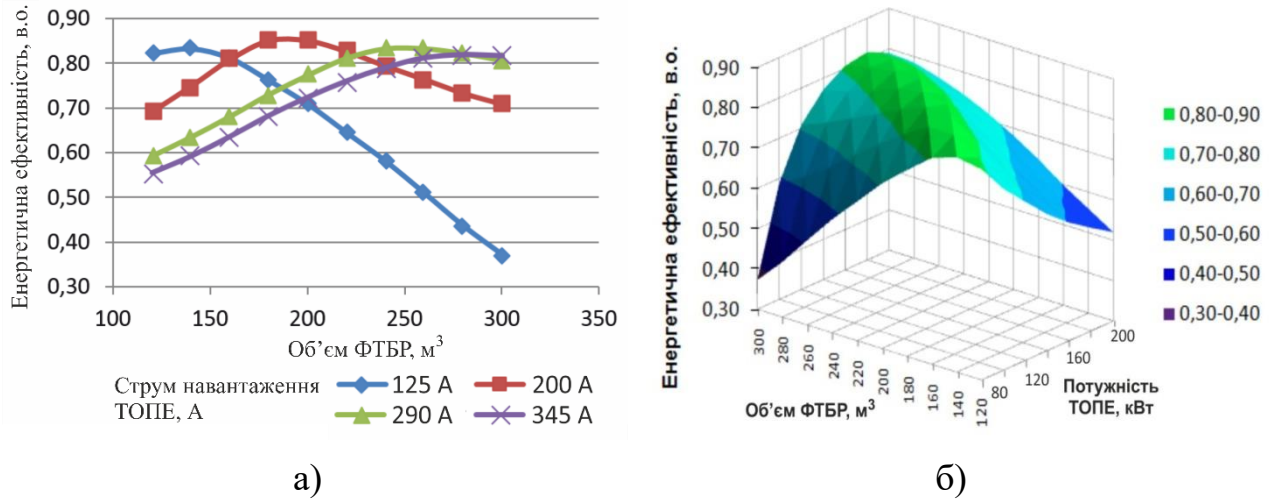 Енергетична ефективність, в.о.
0,90
0,80
0,70
0,60
0,50
0,40
0,30
100
150
200
250
300
350
Об’єм ФТБР, м³
Струм навантаження
ТОПЕ, А
125 А
200 А
290 А
345 А
а)
Енергетична ефективність, в.о.
0,90
0,80
0,70
0,60
0,50
0,40
0,30
300
280
260
240
220
200
180
160
140
120
Об’єм ФТБР, м³
80
120
160
200
Потужність
ТОПЕ, кВт
0,80-0,90
0,70-0,80
0,60-0,70
0,50-0,60
0,40-0,50
0,30-0,40
б)